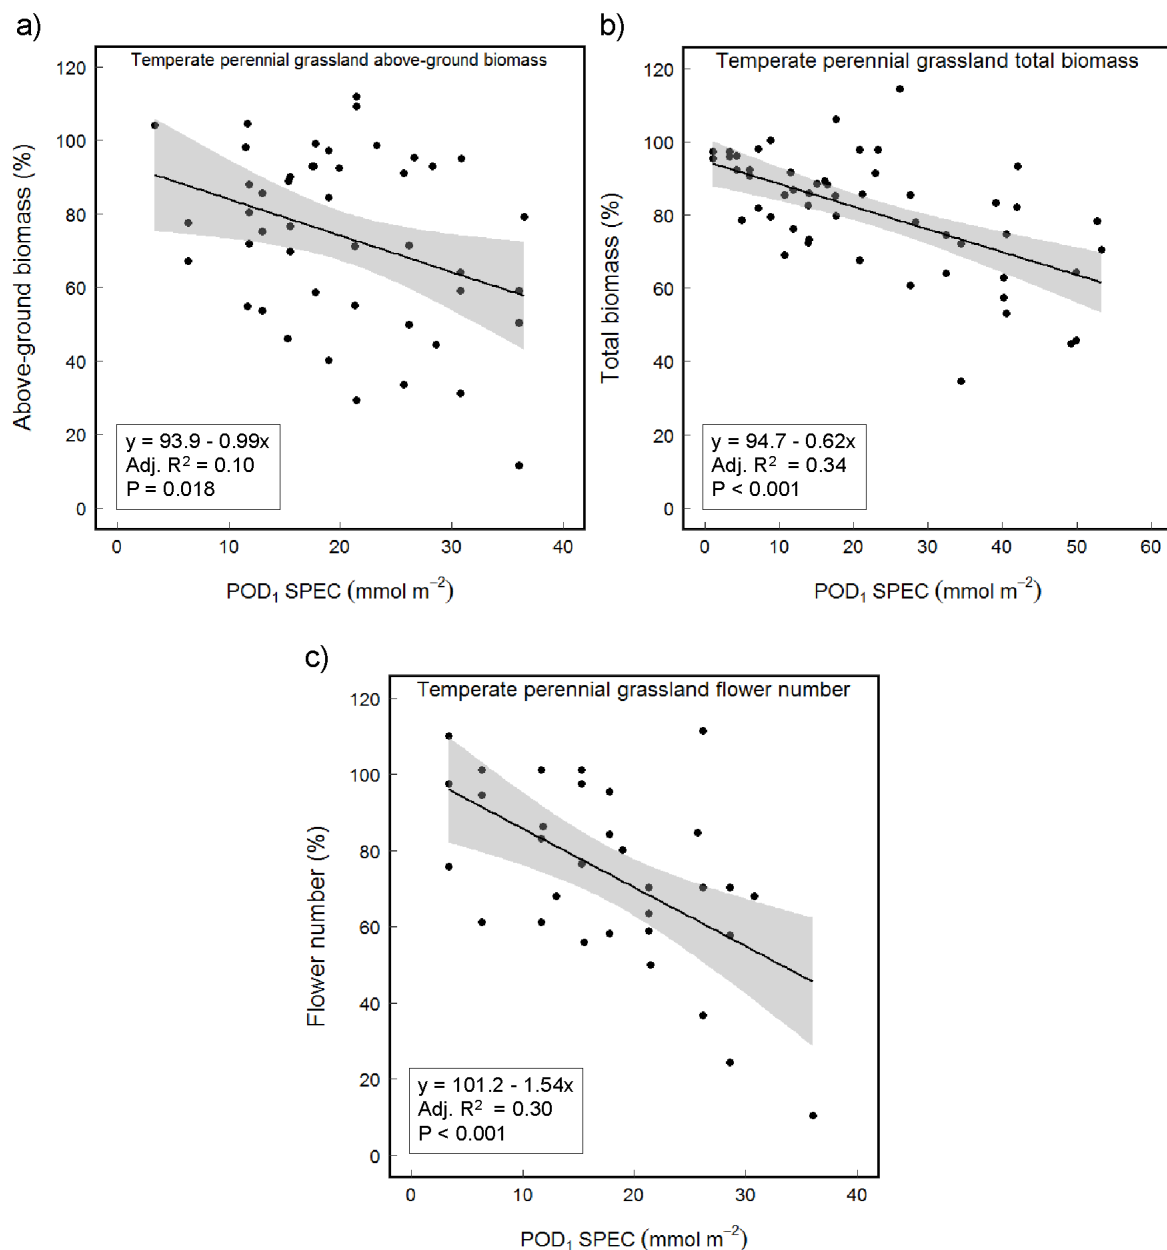 a)
Temperate perennial grassland above-ground biomass
120
100
80
60
40
20
0
Above-ground biomass (%)
y = 93.9 - 0.99x
Adj. R² = 0.10
P = 0.018
0 10 20 30 40
POD₁ SPEC (mmol m⁻²)
b)
Temperate perennial grassland total biomass
120
100
80
60
40
20
0
Total biomass (%)
y = 94.7 - 0.62x
Adj. R² = 0.34
P < 0.001
0 10 20 30 40 50 60
POD₁ SPEC (mmol m⁻²)
c)
Temperate perennial grassland flower number
120
100
80
60
40
20
0
Flower number (%)
y = 101.2 - 1.54x
Adj. R² = 0.30
P < 0.001
0 10 20 30 40
POD₁ SPEC (mmol m⁻²)